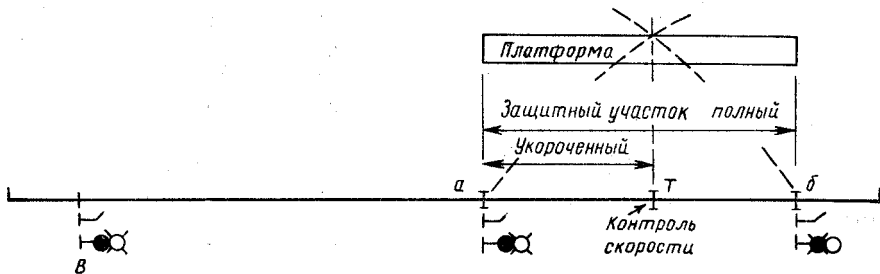 Платформа
Защитный участок полный
Укороченный
а Т б
Контроль
скорости
В